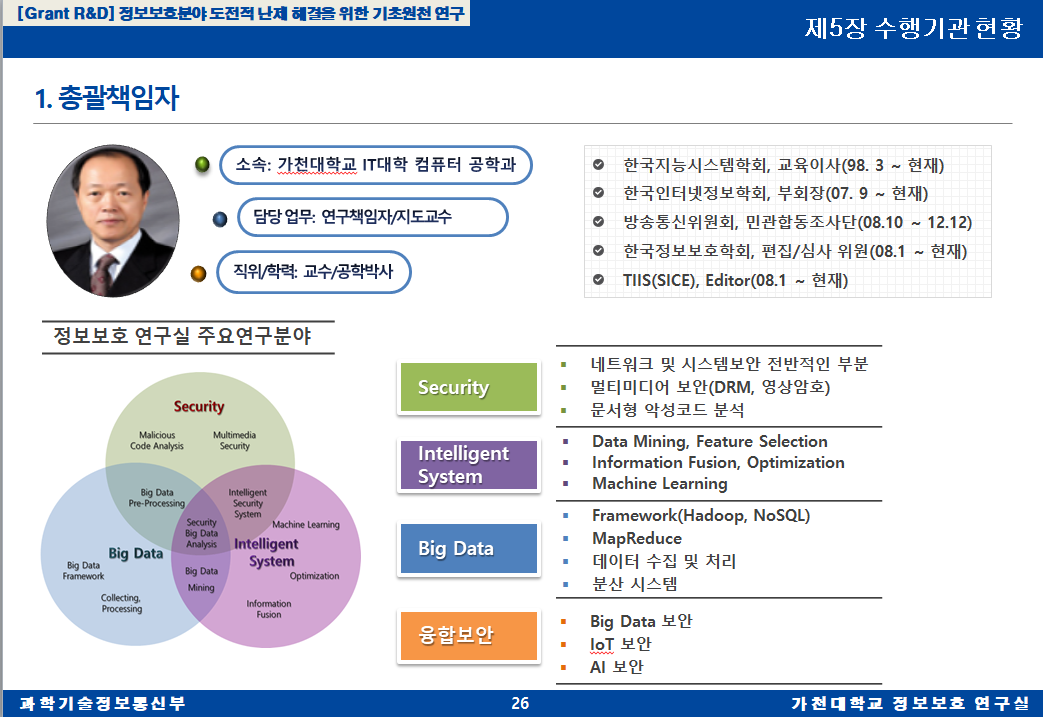 [Grant R&D] 정보보호분야 도전적 난제 해결을 위한 기초원천 연구
제5장 수행기관 현황
1. 총괄책임자
소속: 가천대학교 IT대학 컴퓨터 공학과
담당 업무: 연구책임자/지도교수
직위/학력: 교수/공학박사
한국지능시스템학회, 교육이사(98. 3 ~ 현재)
한국인터넷정보학회, 부회장(07. 9 ~ 현재)
방송통신위원회, 민관합동조사단(08.10 ~ 12.12)
한국정보보호학회, 편집/심사 위원(08.1 ~ 현재)
TIIS(SICE), Editor(08.1 ~ 현재)
정보보호 연구실 주요연구분야
Security
Malicious
Code Analysis
Multimedia
Security
Big Data
Pre-Processing
Intelligent
Security
System
Security
Big Data
Analysis
Machine Learning
Big Data
Intelligent
System
Big Data
Framework
Big Data
Mining
Optimization
Collecting,
Processing
Information
Fusion
Security
네트워크 및 시스템보안 전반적인 부분
멀티미디어 보안(DRM, 영상암호)
문서형 악성코드 분석
Intelligent
System
Data Mining, Feature Selection
Information Fusion, Optimization
Machine Learning
Big Data
Framework(Hadoop, NoSQL)
MapReduce
데이터 수집 및 처리
분산 시스템
융합보안
Big Data 보안
IoT 보안
AI 보안
과학기술정보통신부
26
가천대학교 정보보호 연구실